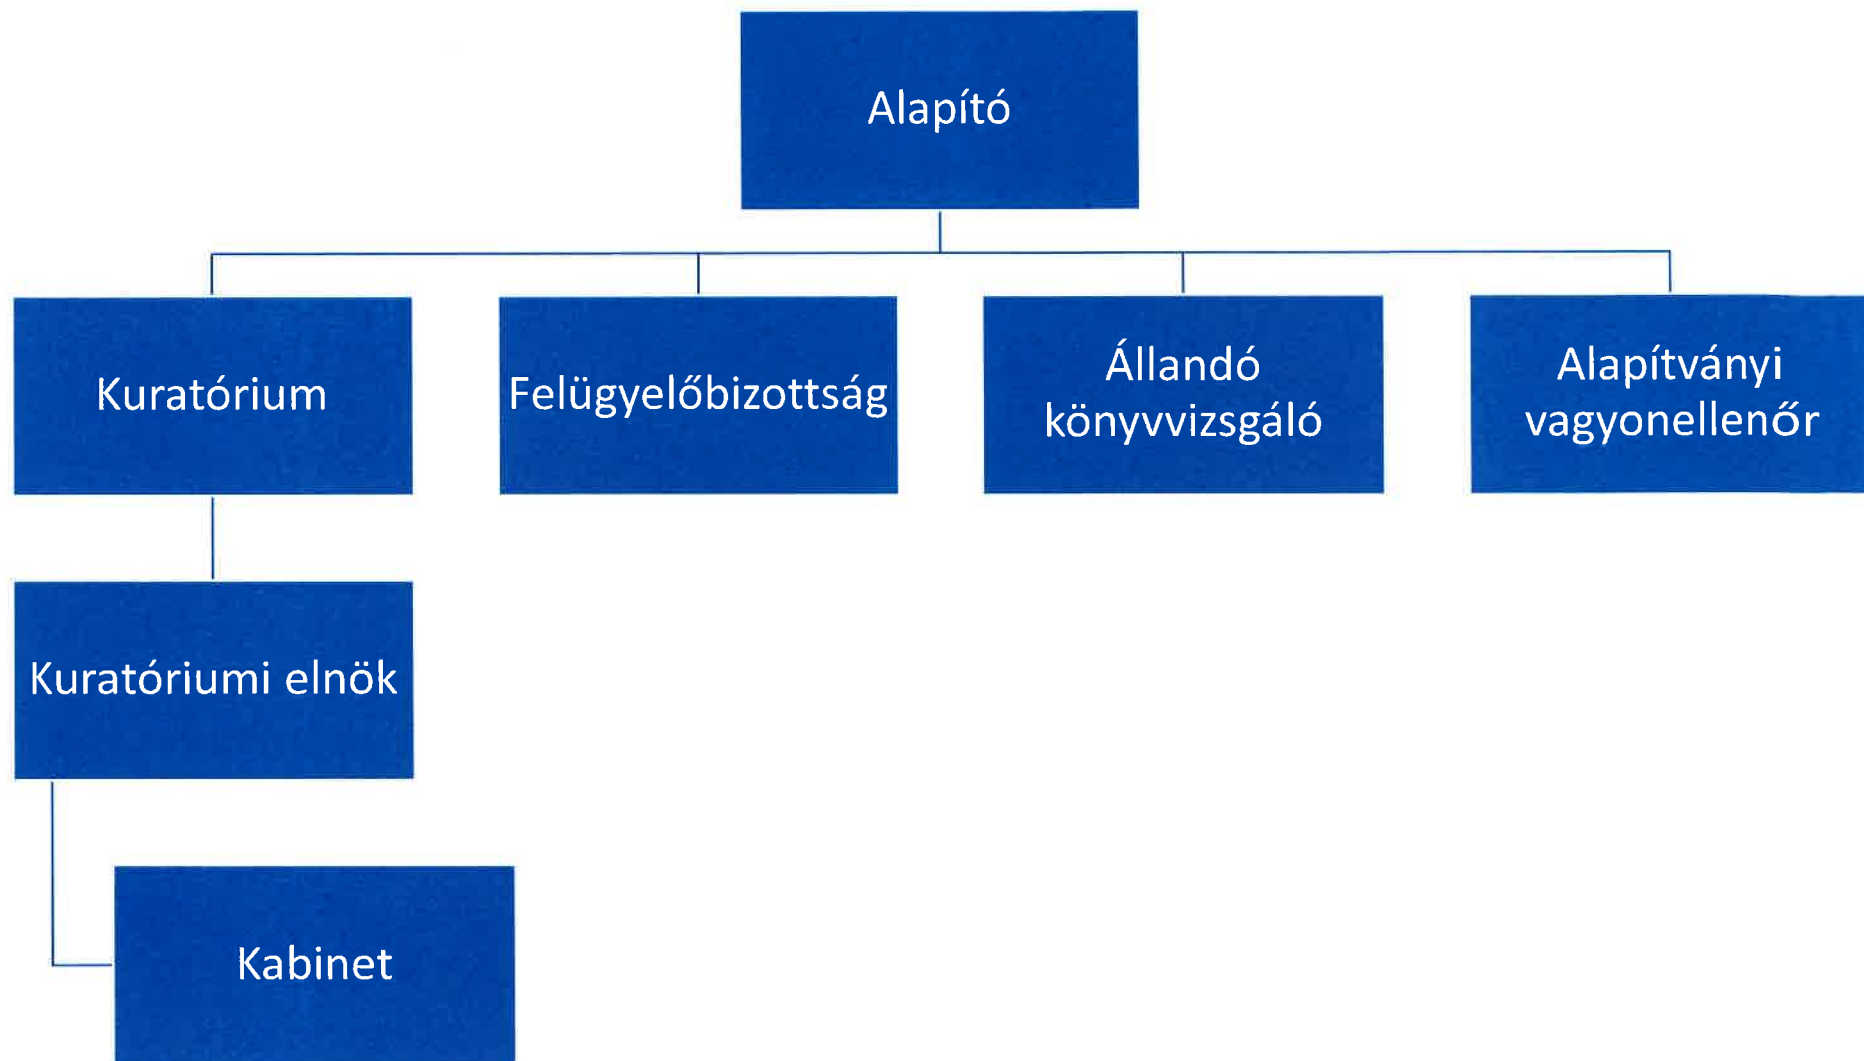 Alapító
Kuratórium
Felügyelőbizottság
Állandó
könyvvizsgáló
Alapítványi
vagyonellenőr
Kuratóriumi elnök
Kabinet